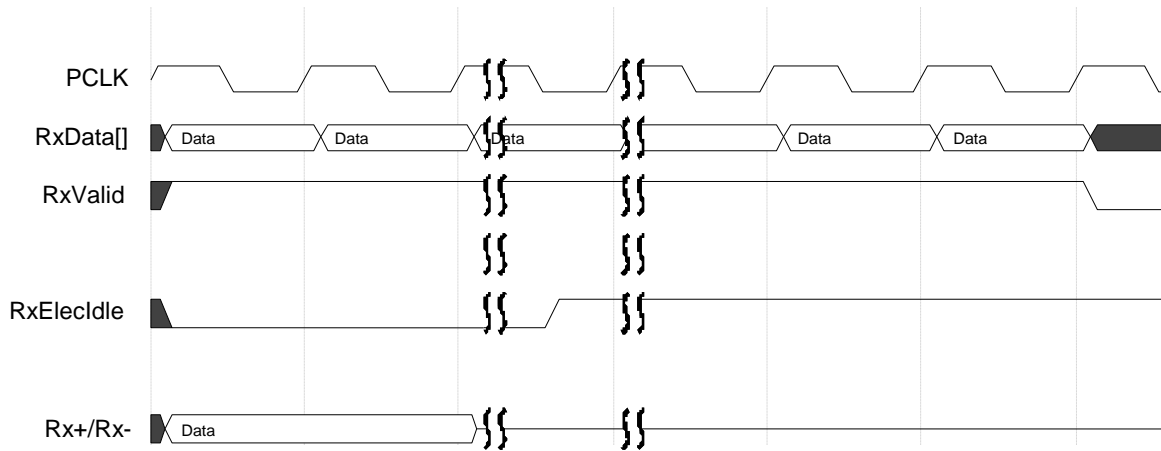 PCLK
RxData[] Data Data Data Data Data
RxValid
RxElecIdle
Rx+/Rx- Data